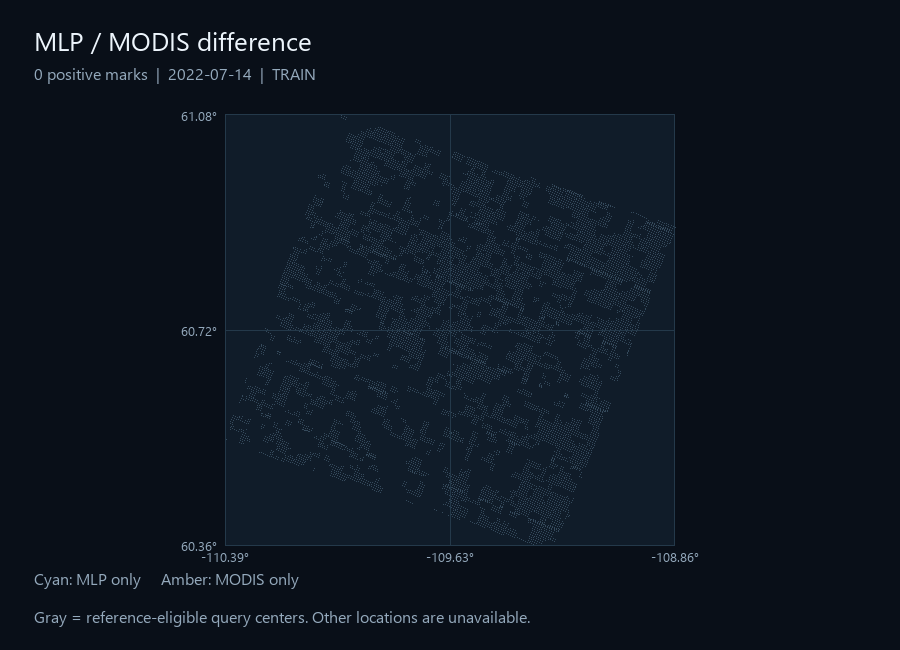 MLP / MODIS difference
0 positive marks | 2022-07-14 | TRAIN
61.08°
60.72°
60.36°
-110.39° -109.63° -108.86°
Cyan: MLP only Amber: MODIS only
Gray = reference-eligible query centers. Other locations are unavailable.